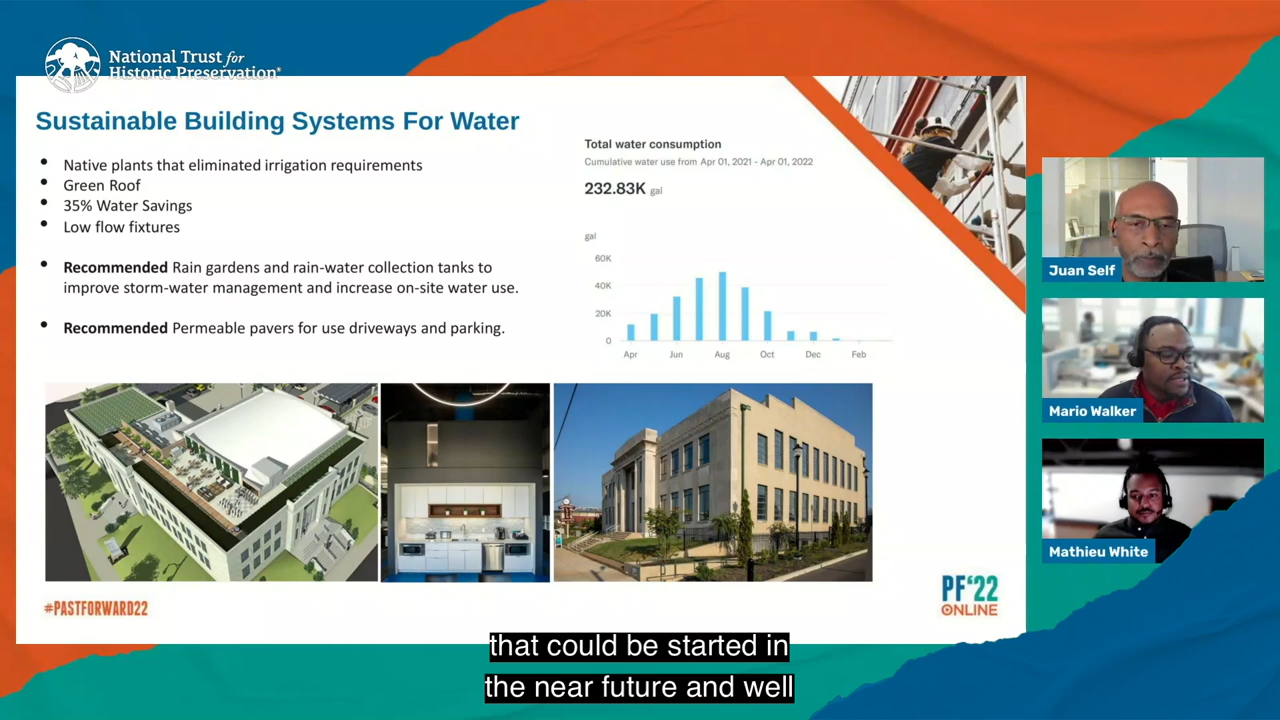 National Trust for
Historic Preservation®
Sustainable Building Systems For Water
• Native plants that eliminated irrigation requirements
• Green Roof
• 35% Water Savings
• Low flow fixtures
• Recommended Rain gardens and rain-water collection tanks to
improve storm-water management and increase on-site water use.
• Recommended Permeable pavers for use driveways and parking.
Total water consumption
Cumulative water use from Apr 01, 2021 - Apr 01, 2022
232.83K gal
gal
60K
40K
20K
0
Apr Jun Aug Oct Dec Feb
Juan Self
Mario Walker
Mathieu White
#PASTFORWARD22
PF'22
ONLINE
that could be started in
the near future and well